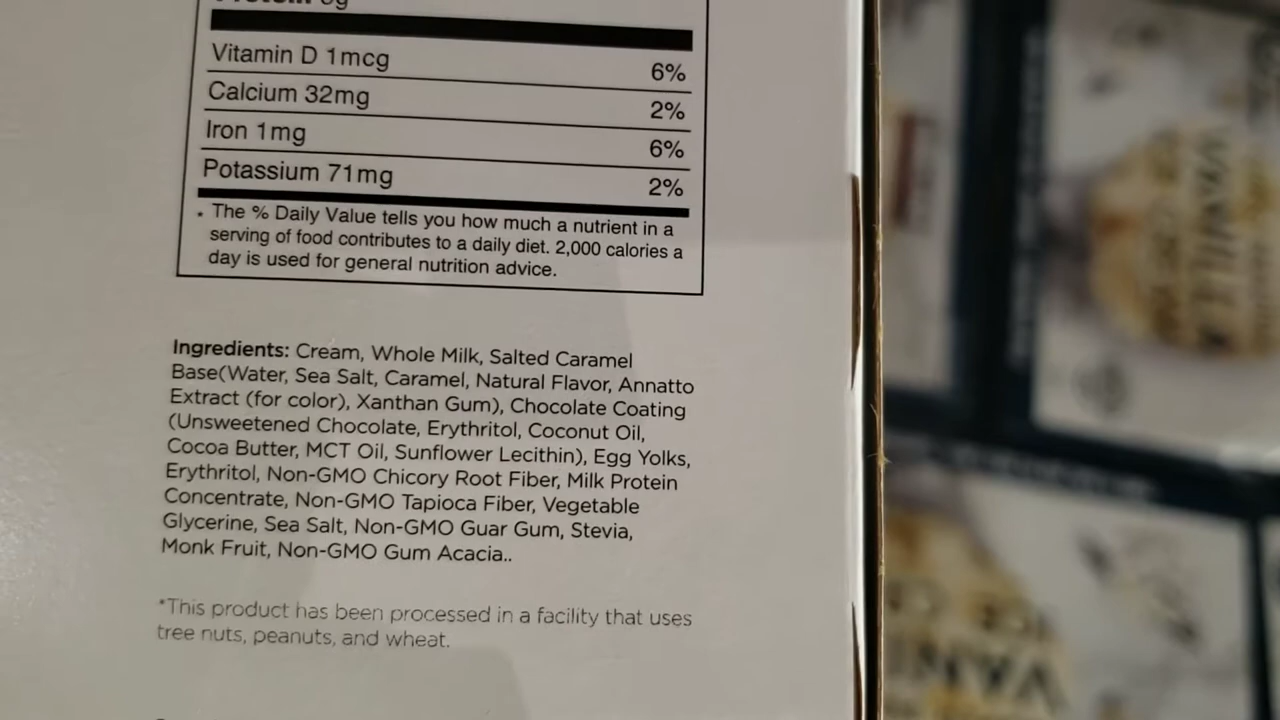 Vitamin D 1mcg 6%
Calcium 32mg 2%
Iron 1mg 6%
Potassium 71mg 2%
* The % Daily Value tells you how much a nutrient in a
serving of food contributes to a daily diet. 2,000 calories a
day is used for general nutrition advice.
Ingredients: Cream, Whole Milk, Salted Caramel
Base(Water, Sea Salt, Caramel, Natural Flavor, Annatto
Extract (for color), Xanthan Gum), Chocolate Coating
(Unsweetened Chocolate, Erythritol, Coconut Oil,
Cocoa Butter, MCT Oil, Sunflower Lecithin), Egg Yolks,
Erythritol, Non-GMO Chicory Root Fiber, Milk Protein
Concentrate, Non-GMO Tapioca Fiber, Vegetable
Glycerine, Sea Salt, Non-GMO Guar Gum, Stevia,
Monk Fruit, Non-GMO Gum Acacia..
*This product has been processed in a facility that uses
tree nuts, peanuts, and wheat.